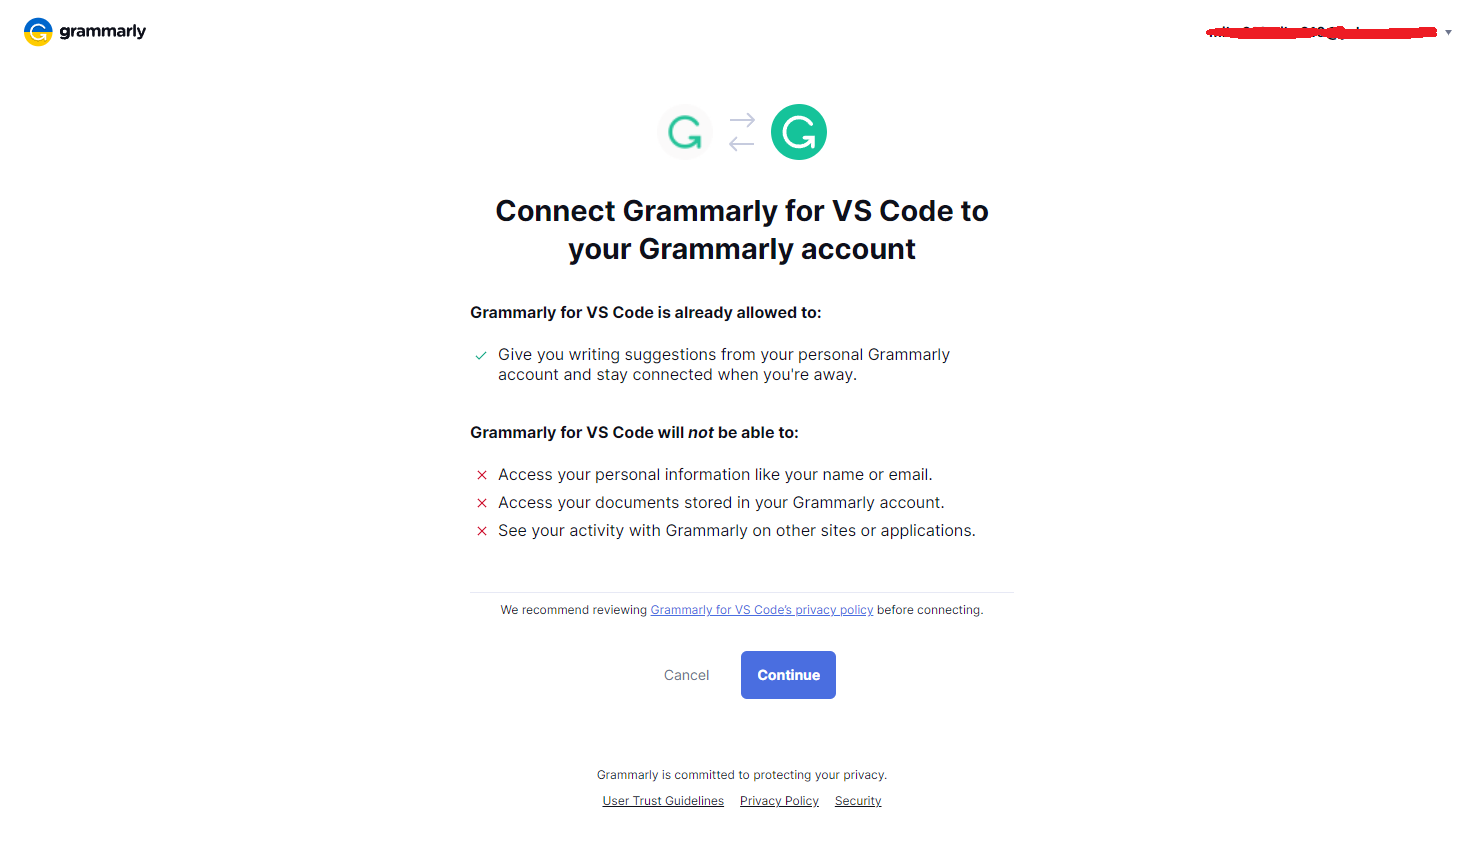 grammarly
Connect Grammarly for VS Code to
your Grammarly account
Grammarly for VS Code is already allowed to:
Give you writing suggestions from your personal Grammarly
account and stay connected when you're away.
Grammarly for VS Code will not be able to:
Access your personal information like your name or email.
Access your documents stored in your Grammarly account.
See your activity with Grammarly on other sites or applications.
We recommend reviewing Grammarly for VS Code's privacy policy before connecting.
Cancel Continue
Grammarly is committed to protecting your privacy.
User Trust Guidelines Privacy Policy Security